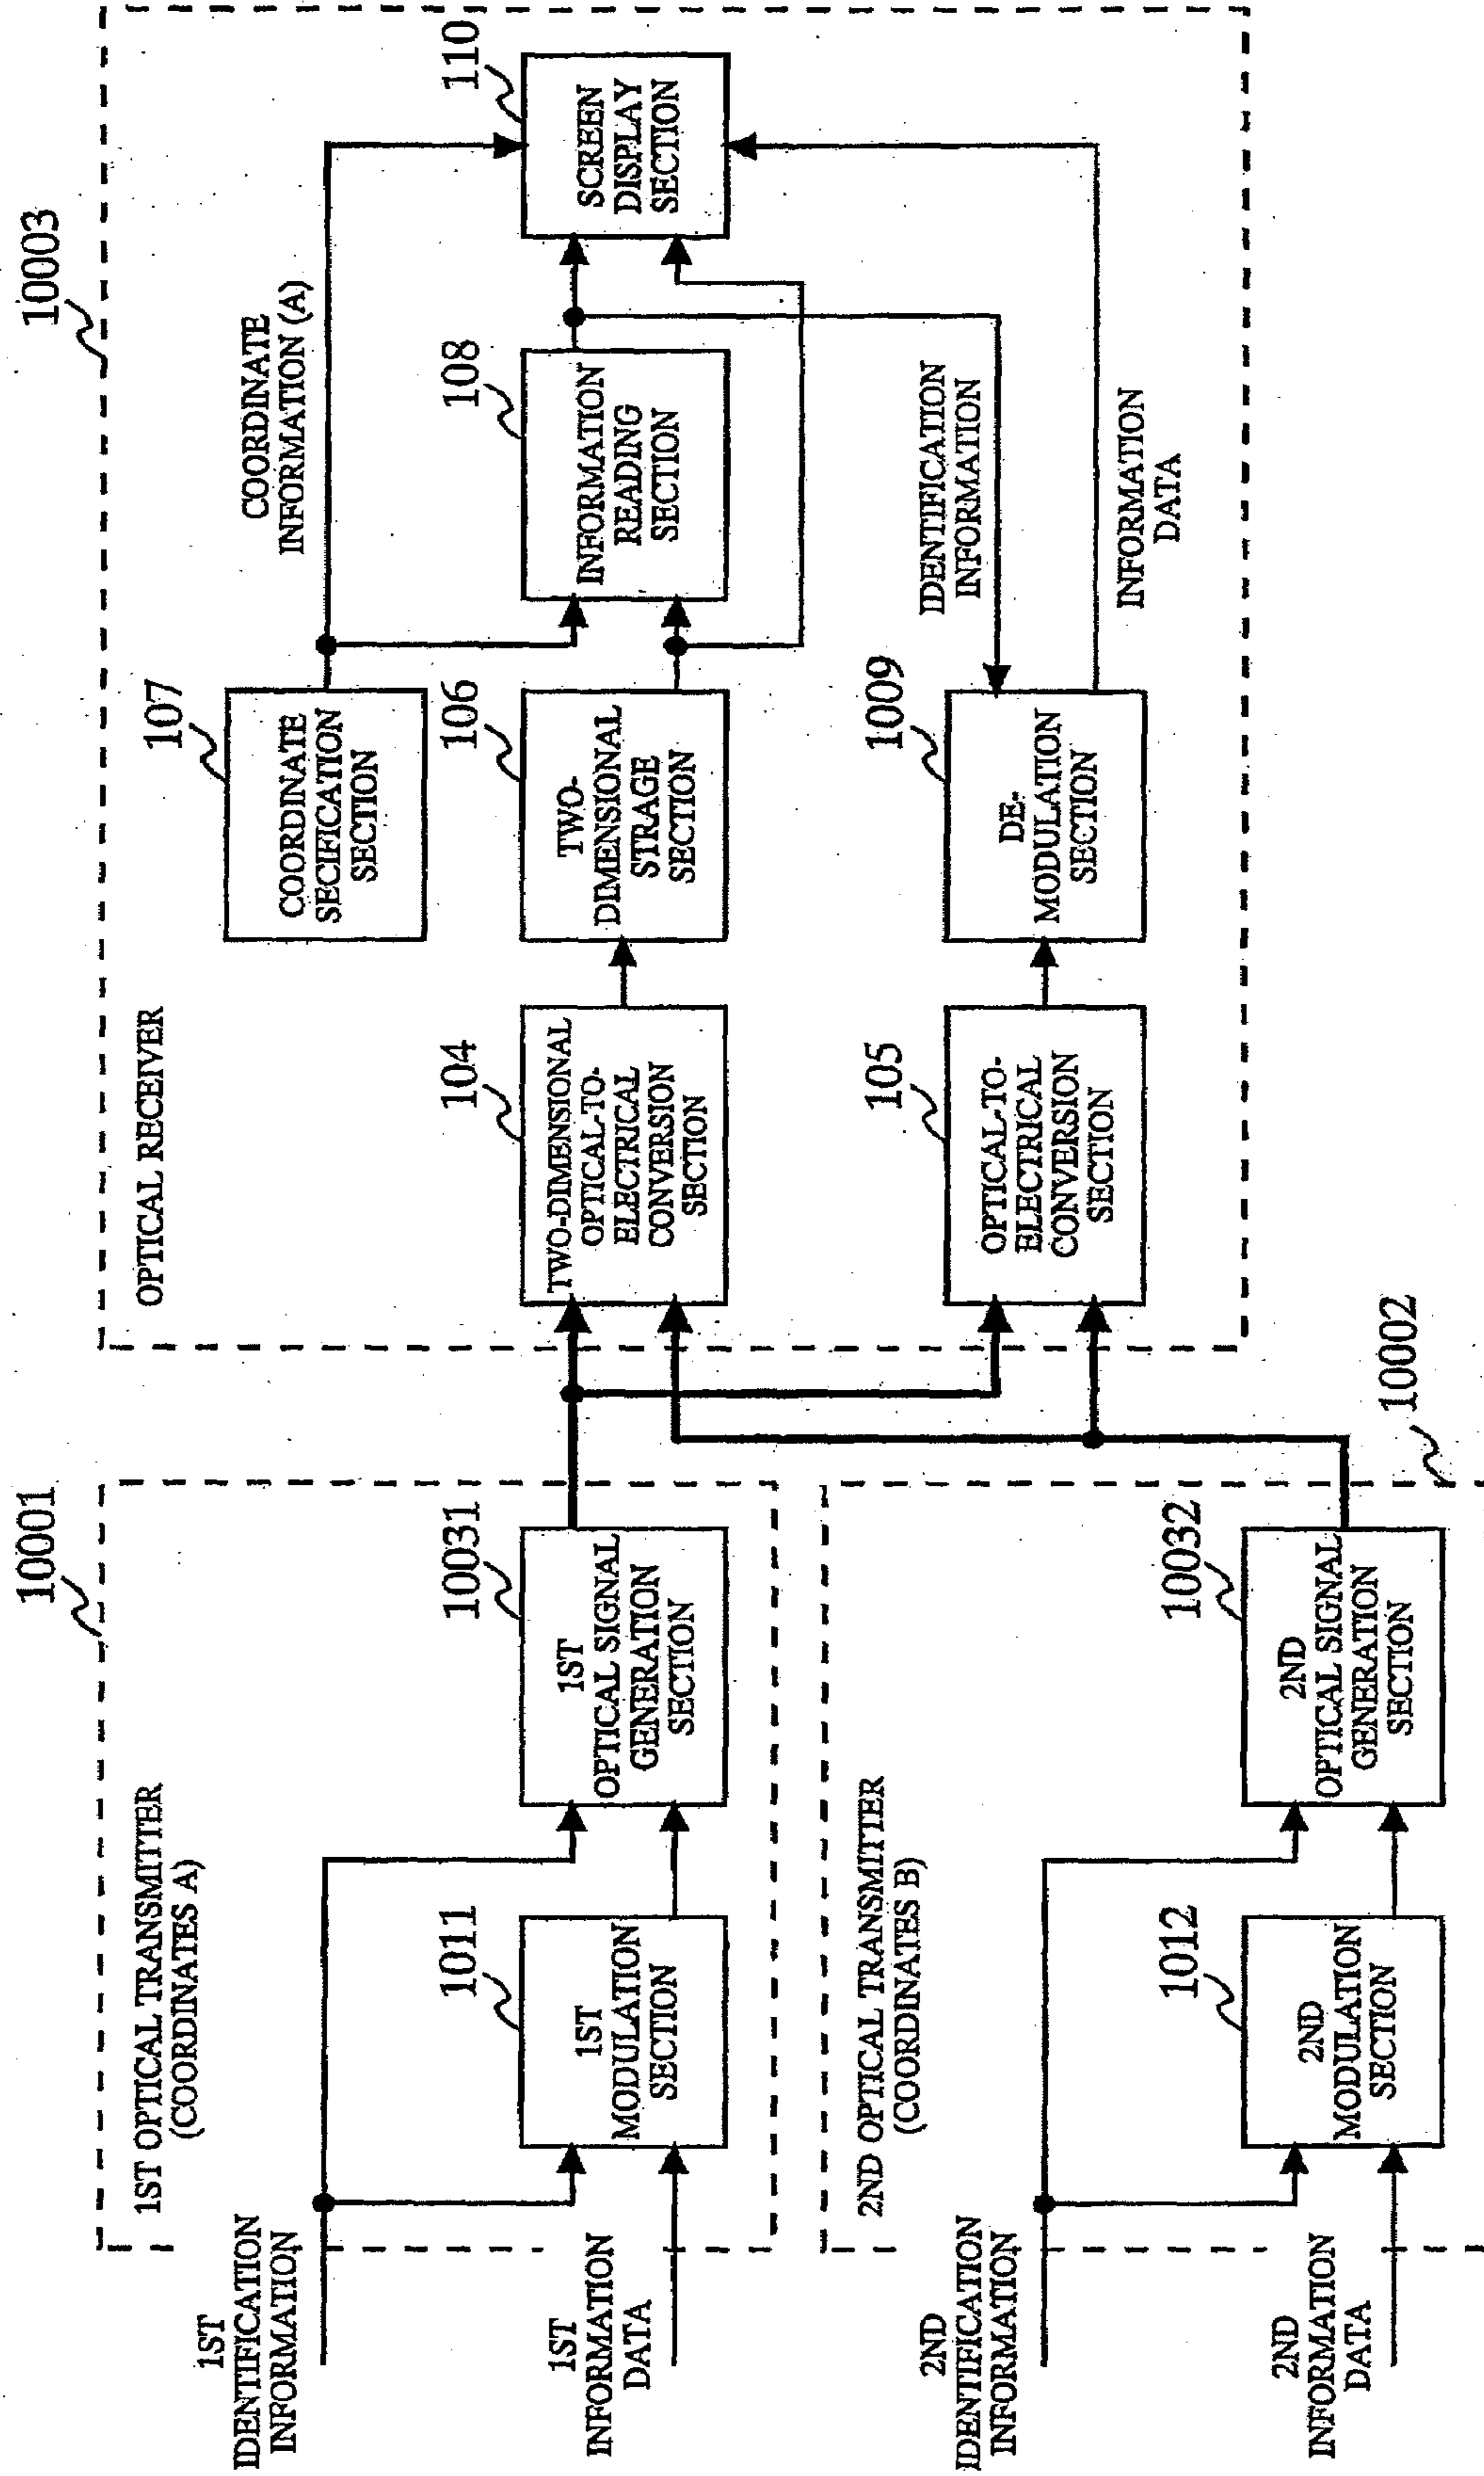 10001
1ST OPTICAL TRANSMITTER
(COORDINATES A)
1ST
IDENTIFICATION
INFORMATION
1ST
INFORMATION
DATA
1011
1ST
MODULATION
SECTION
10031
1ST
OPTICAL SIGNAL
GENERATION
SECTION
2ND OPTICAL TRANSMITTER
(COORDINATES B)
2ND
IDENTIFICATION
INFORMATION
2ND
INFORMATION
DATA
1012
2ND
MODULATION
SECTION
10032
2ND
OPTICAL SIGNAL
GENERATION
SECTION
10002
10003
OPTICAL RECEIVER
104
TWO-DIMENSIONAL
OPTICAL-TO-
ELECTRICAL
CONVERSION
SECTION
105
OPTICAL-TO-
ELECTRICAL
CONVERSION
SECTION
107
COORDINATE
SECIFICATION
SECTION
106
TWO-
DIMENSIONAL
STRAGE
SECTION
1009
DE-
MODULATION
SECTION
COORDINATE
INFORMATION (A)
108
INFORMATION
READING
SECTION
IDENTIFICATION
INFORMATION
INFORMATION
DATA
110
SCREEN
DISPLAY
SECTION